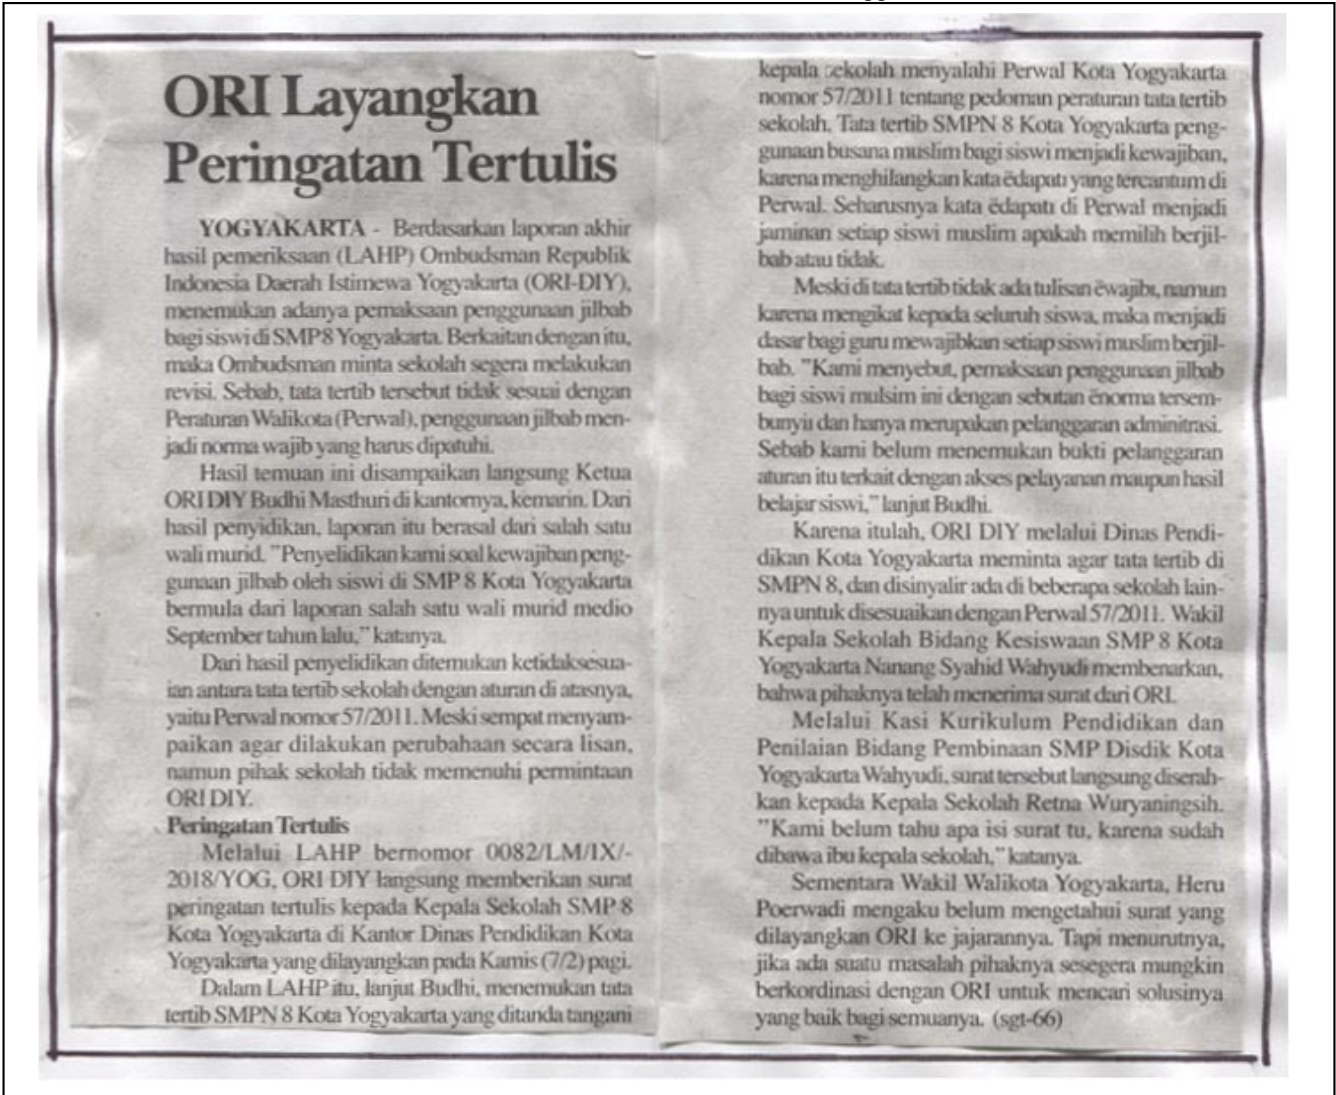 ORI Layangkan
Peringatan Tertulis
YOGYAKARTA - Berdasarkan laporan akhir
hasil pemeriksaan (LAHP) Ombudsman Republik
Indonesia Daerah Istimewa Yogyakarta (ORI-DIY),
menemukan adanya pemaksaan penggunaan jilbab
bagi siswi di SMP8 Yogyakarta. Berkaitan dengan itu,
maka Ombudsman minta sekolah segera melakukan
revisi. Sebab, tata tertib tersebut tidak sesuai dengan
Peraturan Walikota (Perwal), penggunaan jilbab men-
jadi norma wajib yang harus dipatuhi.
Hasil temuan ini disampaikan langsung Ketua
ORI DIY Budhi Masthuri di kantornya, kemarin. Dari
hasil penyidikan, laporan itu berasal dari salah satu
wali murid. "Penyelidikan kami soal kewajiban peng-
gunaan jilbab oleh siswi di SMP 8 Kota Yogyakarta
bermula dari laporan salah satu wali murid medio
September tahun lalu," katanya.
Dari hasil penyelidikan ditemukan ketidaksesua-
ian antara tata tertib sekolah dengan aturan di atasnya,
yaitu Perwal nomor 57/2011. Meski sempat menyam-
paikan agar dilakukan perubahaan secara lisan,
namun pihak sekolah tidak memenuhi permintaan
ORI DIY.
Peringatan Tertulis
Melalui LAHP bernomor 0082/LM/IX/-
2018/YOG, ORI DIY langsung memberikan surat
peringatan tertulis kepada Kepala Sekolah SMP 8
Kota Yogyakarta di Kantor Dinas Pendidikan Kota
Yogyakarta yang dilayangkan pada Kamis (7/2) pagi.
Dalam LAHP itu, lanjut Budhi, menemukan tata
tertib SMPN 8 Kota Yogyakarta yang ditanda tangani
kepala sekolah menyalahi Perwal Kota Yogyakarta
nomor 57/2011 tentang pedoman peraturan tata tertib
sekolah. Tata tertib SMPN 8 Kota Yogyakarta peng-
gunaan busana muslim bagi siswi menjadi kewajiban,
karena menghilangkan kata ëdapatı yang tercantum di
Perwal. Seharusnya kata ëdapatı di Perwal menjadi
jaminan setiap siswi muslim apakah memilih berjil-
bab atau tidak.
Meski di tata tertib tidak ada tulisan ëwajibı, namun
karena mengikat kepada seluruh siswa, maka menjadi
dasar bagi guru mewajibkan setiap siswi muslim berjil-
bab. "Kami menyebut, pemaksaan penggunaan jilbab
bagi siswi mulsim ini dengan sebutan ënorma tersem-
bunyiı dan hanya merupakan pelanggaran adminitrasi.
Sebab kami belum menemukan bukti pelanggaran
aturan itu terkait dengan akses pelayanan maupun hasil
belajar siswi," lanjut Budhi.
Karena itulah, ORI DIY melalui Dinas Pendi-
dikan Kota Yogyakarta meminta agar tata tertib di
SMPN 8, dan disinyalir ada di beberapa sekolah lain-
nya untuk disesuaikan dengan Perwal 57/2011. Wakil
Kepala Sekolah Bidang Kesiswaan SMP 8 Kota
Yogyakarta Nanang Syahid Wahyudi membenarkan,
bahwa pihaknya telah menerima surat dari ORI.
Melalui Kasi Kurikulum Pendidikan dan
Penilaian Bidang Pembinaan SMP Disdik Kota
Yogyakarta Wahyudi, surat tersebut langsung diserah-
kan kepada Kepala Sekolah Retna Wuryaningsih.
"Kami belum tahu apa isi surat tu, karena sudah
dibawa ibu kepala sekolah," katanya.
Sementara Wakil Walikota Yogyakarta, Heru
Poerwadi mengaku belum mengetahui surat yang
dilayangkan ORI ke jajarannya. Tapi menurutnya,
jika ada suatu masalah pihaknya sesegera mungkin
berkordinasi dengan ORI untuk mencari solusinya
yang baik bagi semuanya. (sgt-66)